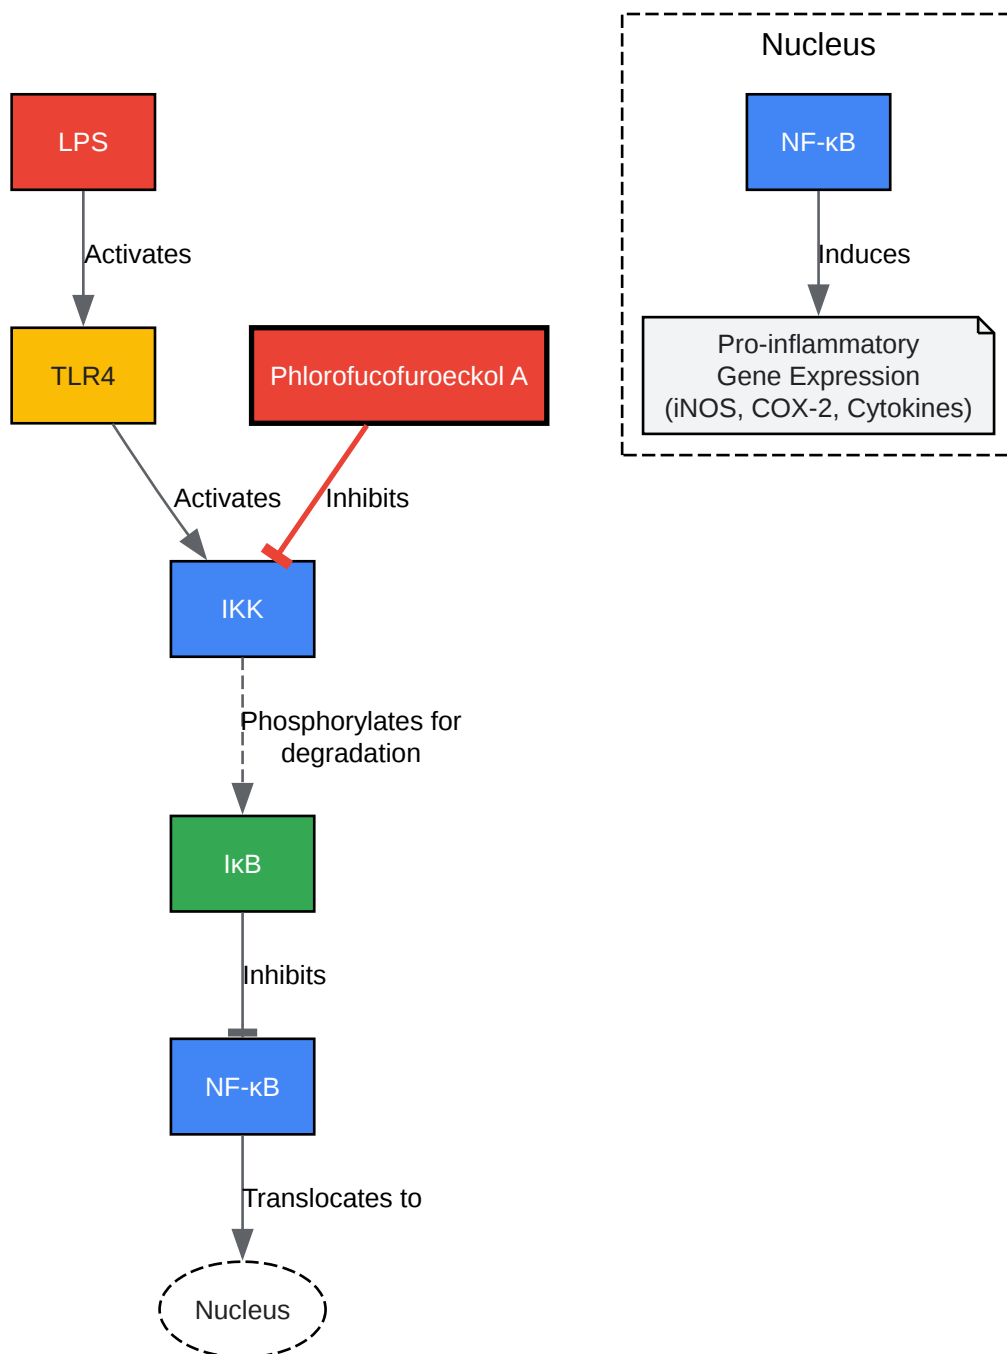 Nucleus
LPS
NF-κB
Activates
Induces
TLR4
Phlorofucofuroeckol A
Pro-inflammatory
Gene Expression
(iNOS, COX-2, Cytokines)
Activates
Inhibits
IKK
Phosphorylates for
degradation
IκB
Inhibits
NF-κB
Translocates to
Nucleus